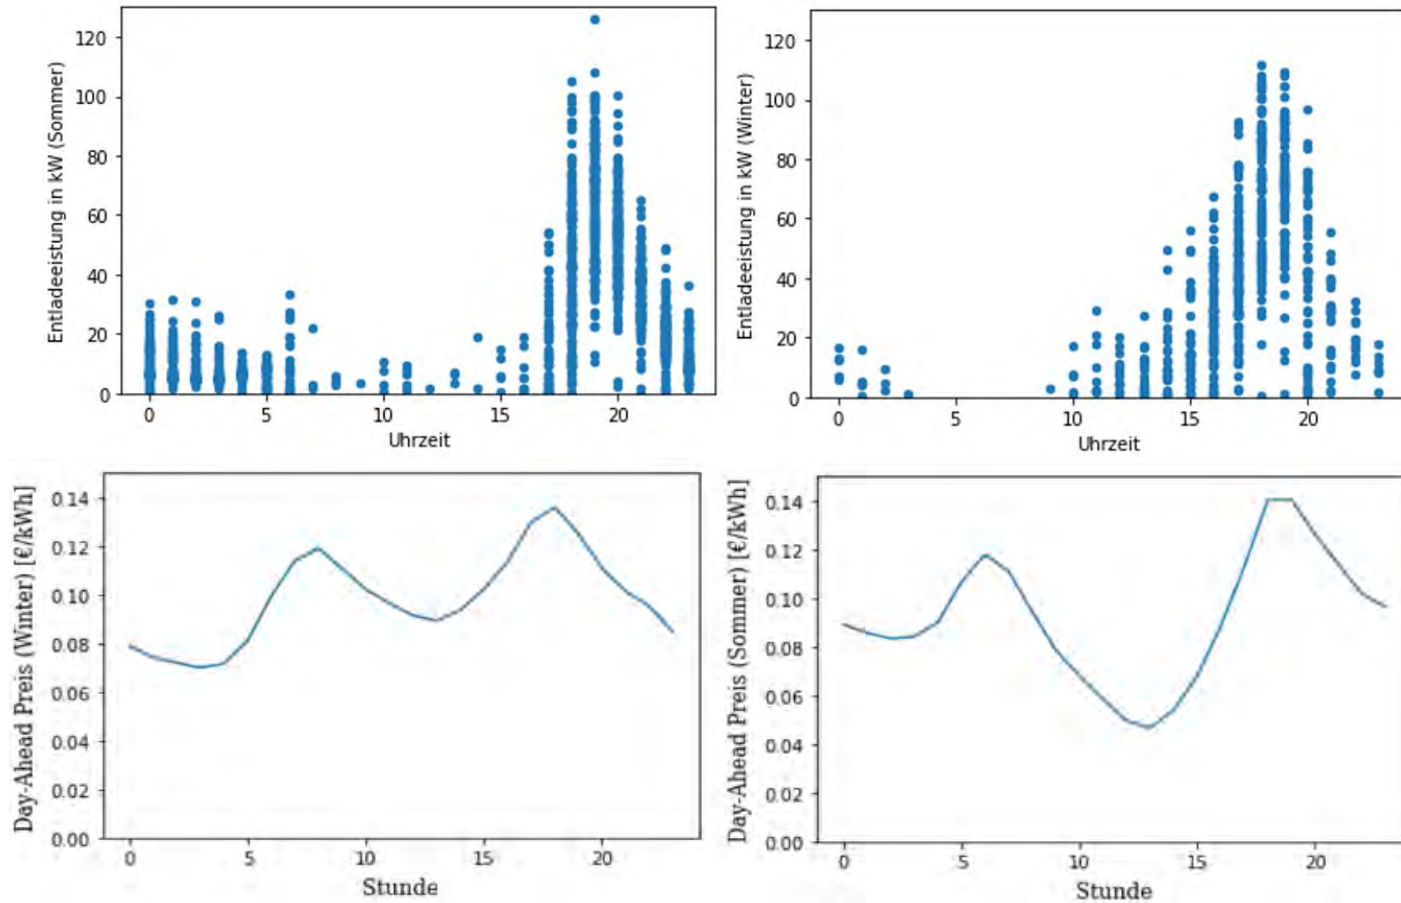 Entladeeistung in kW (Sommer)
120
100
80
60
40
20
0
0 5 10 15 20
Uhrzeit
Entladeeistung in kW (Winter)
120
100
80
60
40
20
0
0 5 10 15 20
Uhrzeit
Day-Ahead Preis (Winter) [€/kWh]
0.14
0.12
0.10
0.08
0.06
0.04
0.02
0.00
0 5 10 15 20
Stunde
Day-Ahead Preis (Sommer) [€/kWh]
0.14
0.12
0.10
0.08
0.06
0.04
0.02
0.00
0 5 10 15 20
Stunde